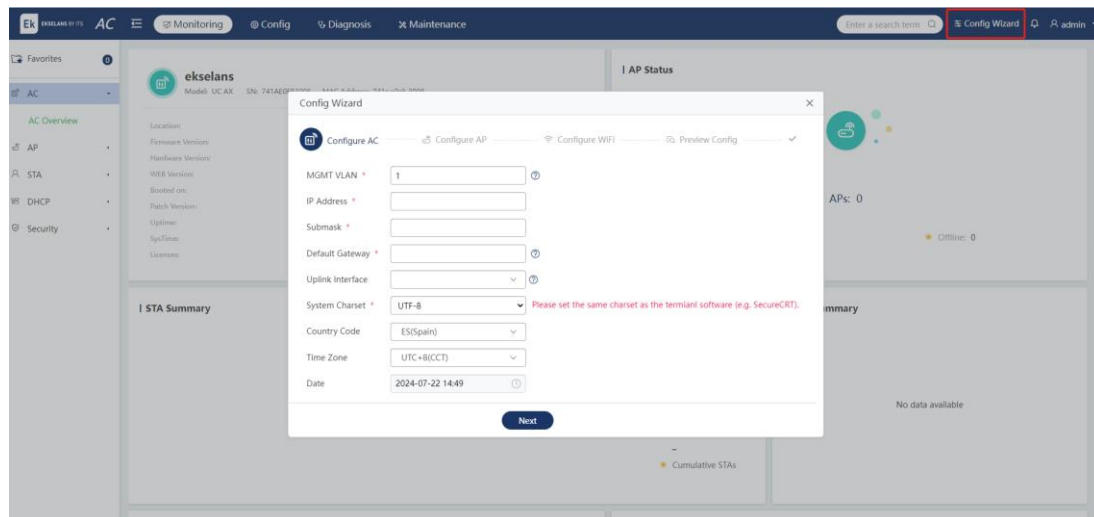 Ek EKSELANS BY ITS AC Monitoring Config Diagnosis Maintenance Enter a search term Config Wizard admin
Favorites 0
AC
AC Overview
AP
STA
DHCP
Security
ekselans
Model: UC AX SN:
Location:
Firmware Version:
Hardware Version:
WEB Version:
Booted on:
Patch Version:
Uptime:
SysTime:
Licenses:
| AP Status
APs: 0
Offline: 0
Config Wizard
Configure AC Configure AP Configure WiFi Preview Config
MGMT VLAN * 1
IP Address *
Submask *
Default Gateway *
Uplink Interface
System Charset * UTF-8 Please set the same charset as the termianl software (e.g. SecureCRT).
Country Code ES(Spain)
Time Zone UTC+8(CCT)
Date 2024-07-22 14:49
Next
| STA Summary
mmary
No data available
–
Cumulative STAs